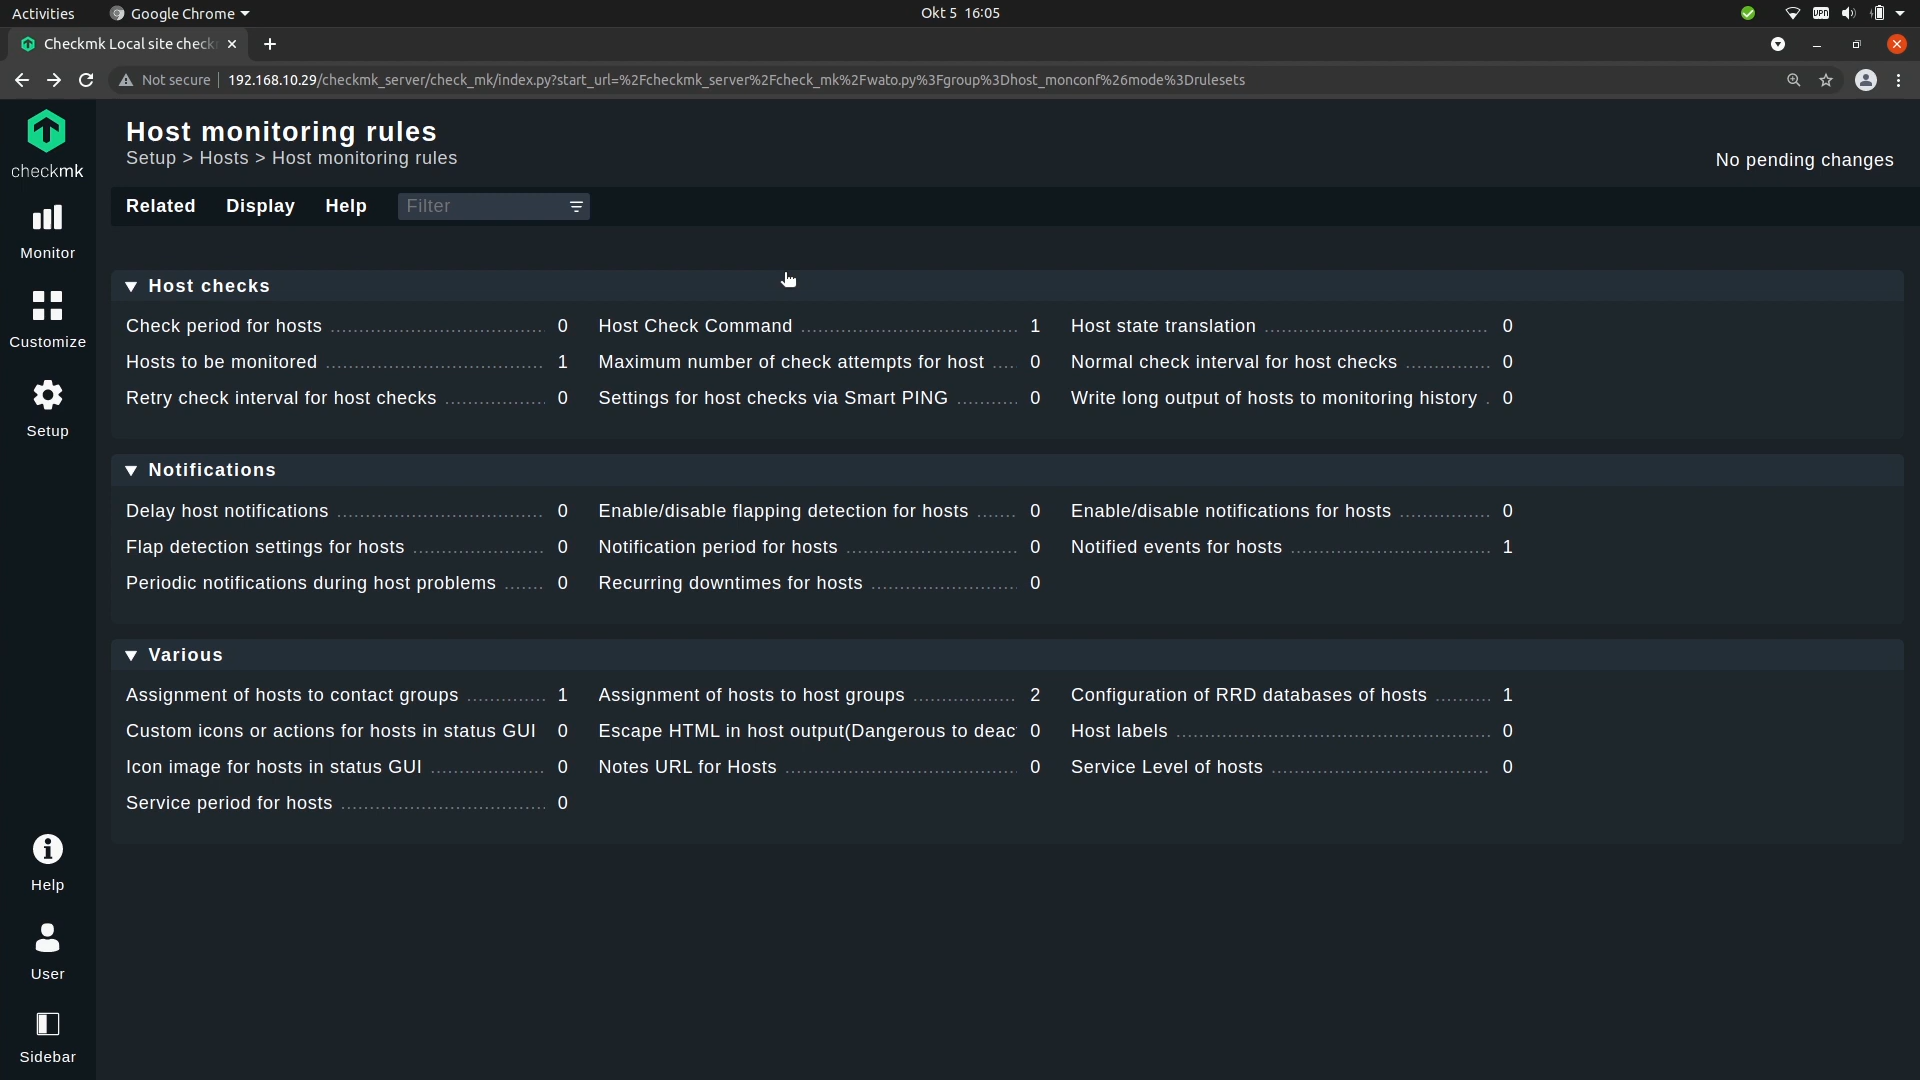 Activities
Google Chrome
Okt 5 16:05
VPN
Checkmk Local site check
Not secure
192.168.10.29/checkmk_server/check_mk/index.py?start_url=%2Fcheckmk_server%2Fcheck_mk%2Fwato.py%3Fgroup%3Dhost_monconf%26mode%3Drulesets
checkmk
Monitor
Customize
Setup
Help
User
Sidebar
Host monitoring rules
Setup > Hosts > Host monitoring rules
No pending changes
Related Display Help Filter
Host checks
Check period for hosts 0 Host Check Command 1 Host state translation 0
Hosts to be monitored 1 Maximum number of check attempts for host 0 Normal check interval for host checks 0
Retry check interval for host checks 0 Settings for host checks via Smart PING 0 Write long output of hosts to monitoring history 0
Notifications
Delay host notifications 0 Enable/disable flapping detection for hosts 0 Enable/disable notifications for hosts 0
Flap detection settings for hosts 0 Notification period for hosts 0 Notified events for hosts 1
Periodic notifications during host problems 0 Recurring downtimes for hosts 0
Various
Assignment of hosts to contact groups 1 Assignment of hosts to host groups 2 Configuration of RRD databases of hosts 1
Custom icons or actions for hosts in status GUI 0 Escape HTML in host output(Dangerous to deac 0 Host labels 0
Icon image for hosts in status GUI 0 Notes URL for Hosts 0 Service Level of hosts 0
Service period for hosts 0